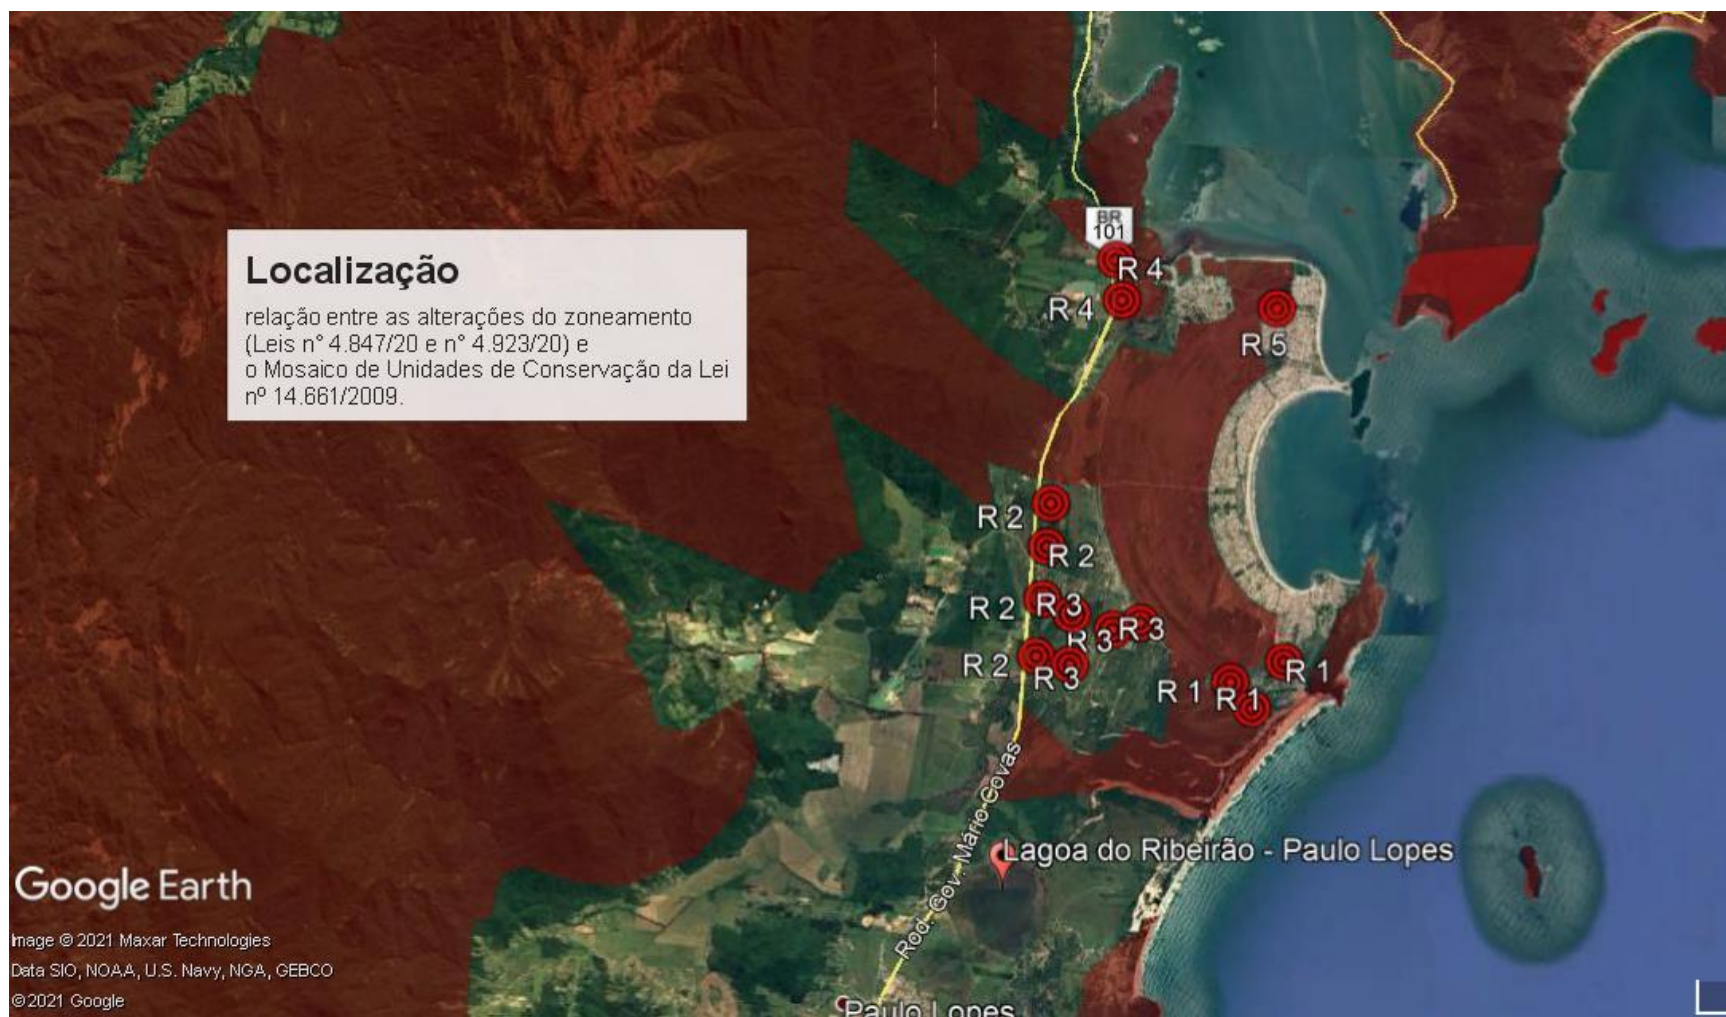 BR
101
R 4
R 4
R 5
Localização
relação entre as alterações do zoneamento
(Leis n° 4.847/20 e n° 4.923/20) e
o Mosaico de Unidades de Conservação da Lei
nº 14.661/2009.
R 2
R 2
R 2
R 3
R 3
R 3
R 2
R 3
R 1
R 1
R 1
Rod. Gov. Mário Govas
Lagoa do Ribeirão - Paulo Lopes
Google Earth
Image © 2021 Maxar Technologies
Data SIO, NOAA, U.S. Navy, NGA, GEBCO
© 2021 Google
Paulo Lopes